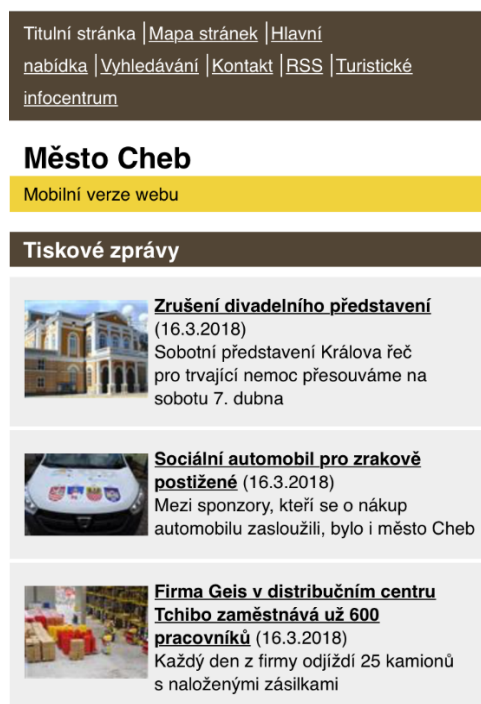 Titulní stránka | Mapa stránek | Hlavní
nabídka | Vyhledávání | Kontakt | RSS | Turistické
infocentrum
Město Cheb
Mobilní verze webu
Tiskové zprávy
Zrušení divadelního představení
(16.3.2018)
Sobotní představení Králova řeč
pro trvající nemoc přesouváme na
sobotu 7. dubna
Sociální automobil pro zrakově
postižené (16.3.2018)
Mezi sponzory, kteří se o nákup
automobilu zasloužili, bylo i město Cheb
Firma Geis v distribučním centru
Tchibo zaměstnává už 600
pracovníků (16.3.2018)
Každý den z firmy odjíždí 25 kamionů
s naloženými zásilkami